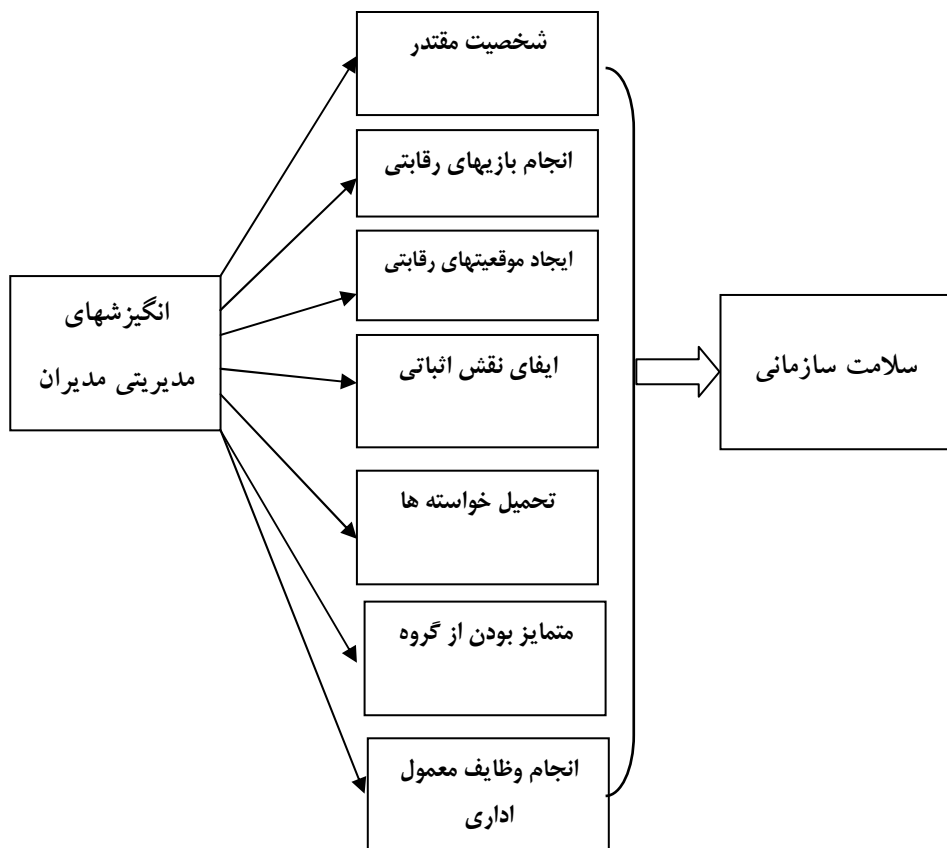 شخصیت مقتدر
انجام بازیهای رقابتی
ایجاد موقعیتهای رقابتی
انگیزشهای
مدیریتی مدیران
ایفای نقش اثباتی
سلامت سازمانی
تحمیل خواسته ها
متمایز بودن از گروه
انجام وظایف معمول
اداری